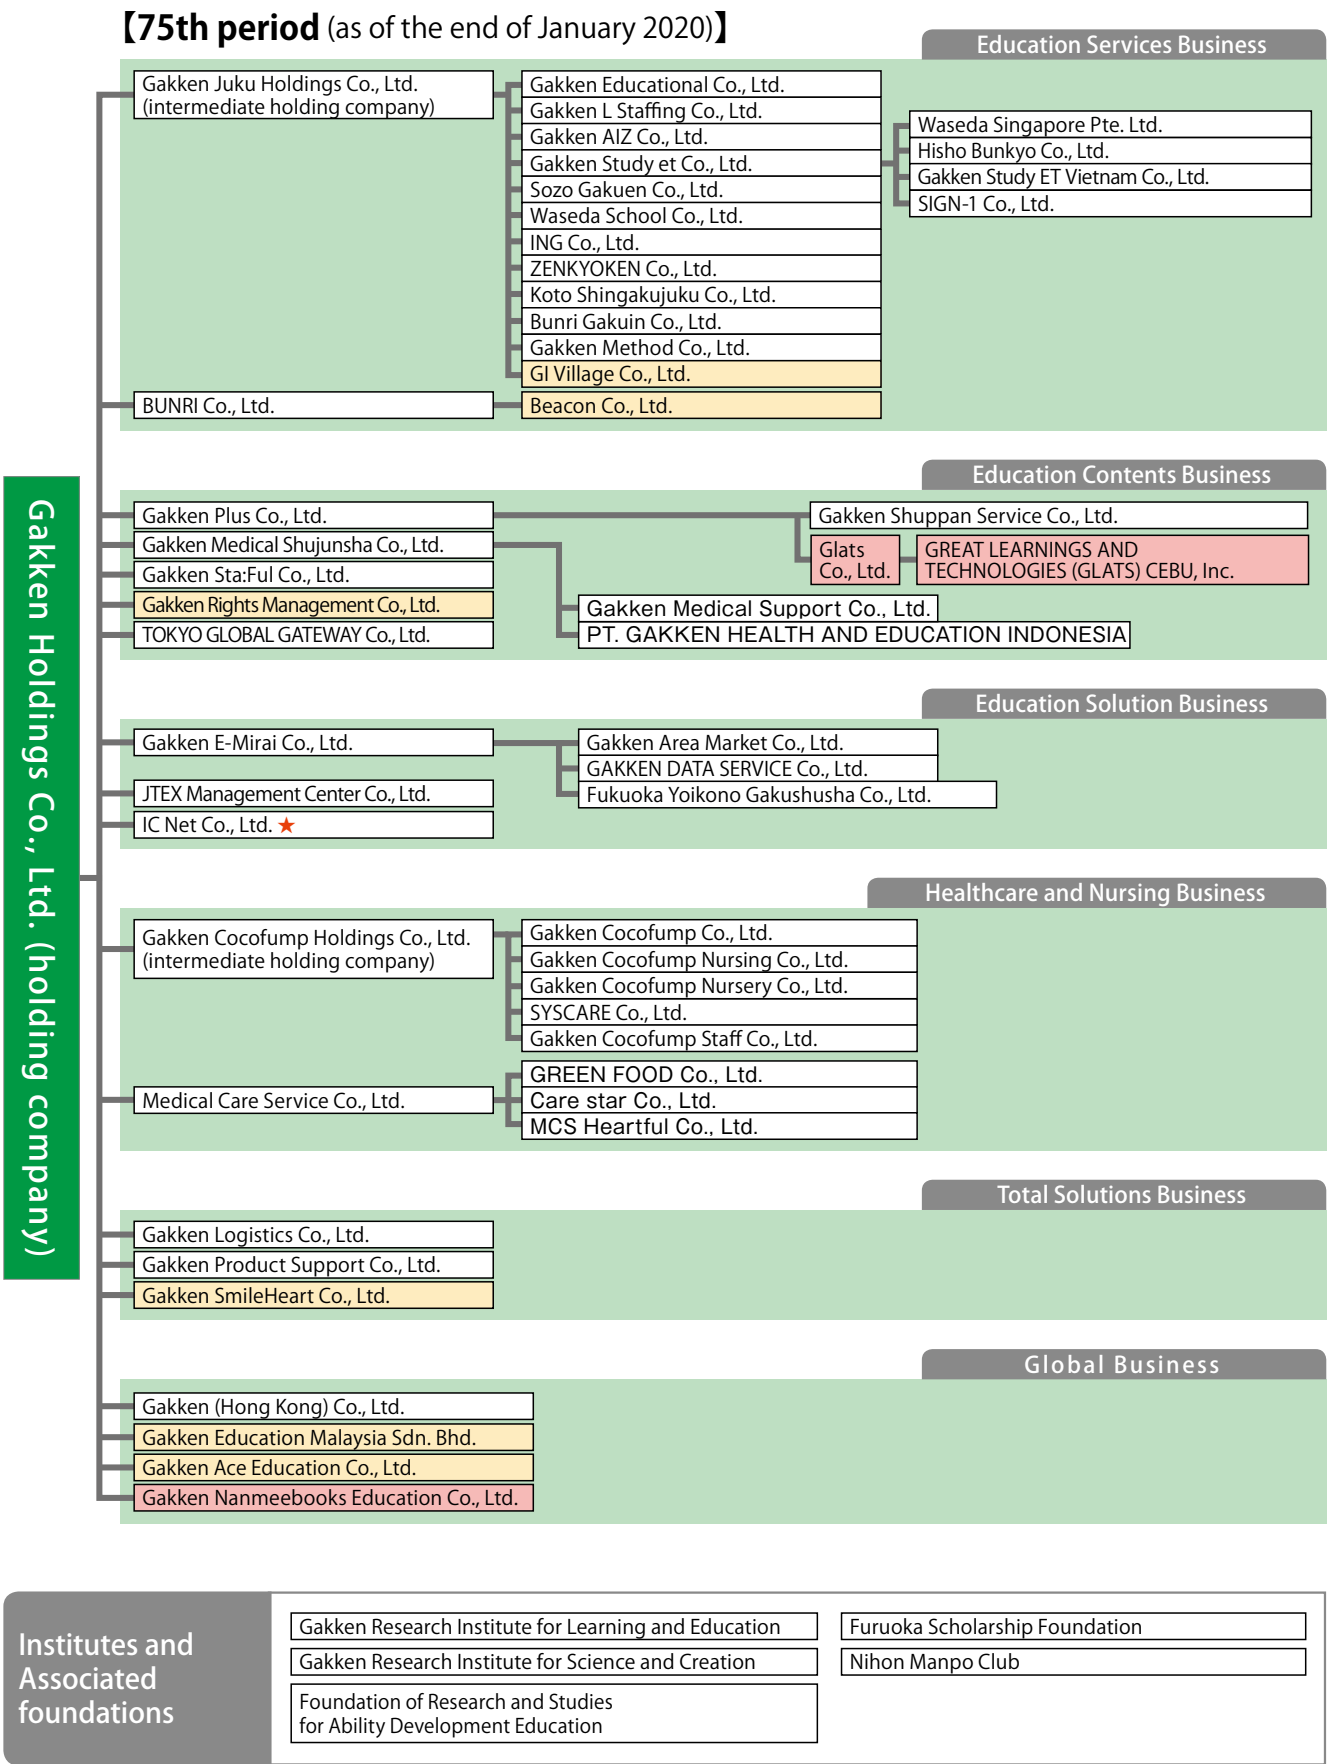 【75th period (as of the end of January 2020)】
Education Services Business
Gakken Juku Holdings Co., Ltd.
(intermediate holding company)
Gakken Educational Co., Ltd.
Gakken L Staffing Co., Ltd.
Gakken AIZ Co., Ltd.
Gakken Study et Co., Ltd.
Sozo Gakuen Co., Ltd.
Waseda School Co., Ltd.
ING Co., Ltd.
ZENKYOKEN Co., Ltd.
Koto Shingakujuku Co., Ltd.
Bunri Gakuin Co., Ltd.
Gakken Method Co., Ltd.
GI Village Co., Ltd.
Waseda Singapore Pte. Ltd.
Hisho Bunkyo Co., Ltd.
Gakken Study ET Vietnam Co., Ltd.
SIGN-1 Co., Ltd.
BUNRI Co., Ltd.
Beacon Co., Ltd.
Gakken Holdings Co., Ltd. (holding company)
Education Contents Business
Gakken Plus Co., Ltd.
Gakken Medical Shujunsha Co., Ltd.
Gakken Sta:Ful Co., Ltd.
Gakken Rights Management Co., Ltd.
TOKYO GLOBAL GATEWAY Co., Ltd.
Gakken Shuppan Service Co., Ltd.
Glats
Co., Ltd.
GREAT LEARNINGS AND
TECHNOLOGIES (GLATS) CEBU, Inc.
Gakken Medical Support Co., Ltd.
PT. GAKKEN HEALTH AND EDUCATION INDONESIA
Education Solution Business
Gakken E-Mirai Co., Ltd.
JTEX Management Center Co., Ltd.
IC Net Co., Ltd. ★
Gakken Area Market Co., Ltd.
GAKKEN DATA SERVICE Co., Ltd.
Fukuoka Yoikono Gakushusha Co., Ltd.
Healthcare and Nursing Business
Gakken Cocofump Holdings Co., Ltd.
(intermediate holding company)
Gakken Cocofump Co., Ltd.
Gakken Cocofump Nursing Co., Ltd.
Gakken Cocofump Nursery Co., Ltd.
SYSCARE Co., Ltd.
Gakken Cocofump Staff Co., Ltd.
Medical Care Service Co., Ltd.
GREEN FOOD Co., Ltd.
Care star Co., Ltd.
MCS Heartful Co., Ltd.
Total Solutions Business
Gakken Logistics Co., Ltd.
Gakken Product Support Co., Ltd.
Gakken SmileHeart Co., Ltd.
Global Business
Gakken (Hong Kong) Co., Ltd.
Gakken Education Malaysia Sdn. Bhd.
Gakken Ace Education Co., Ltd.
Gakken Nanmeebooks Education Co., Ltd.
Institutes and
Associated
foundations
Gakken Research Institute for Learning and Education
Gakken Research Institute for Science and Creation
Foundation of Research and Studies
for Ability Development Education
Furuoka Scholarship Foundation
Nihon Manpo Club